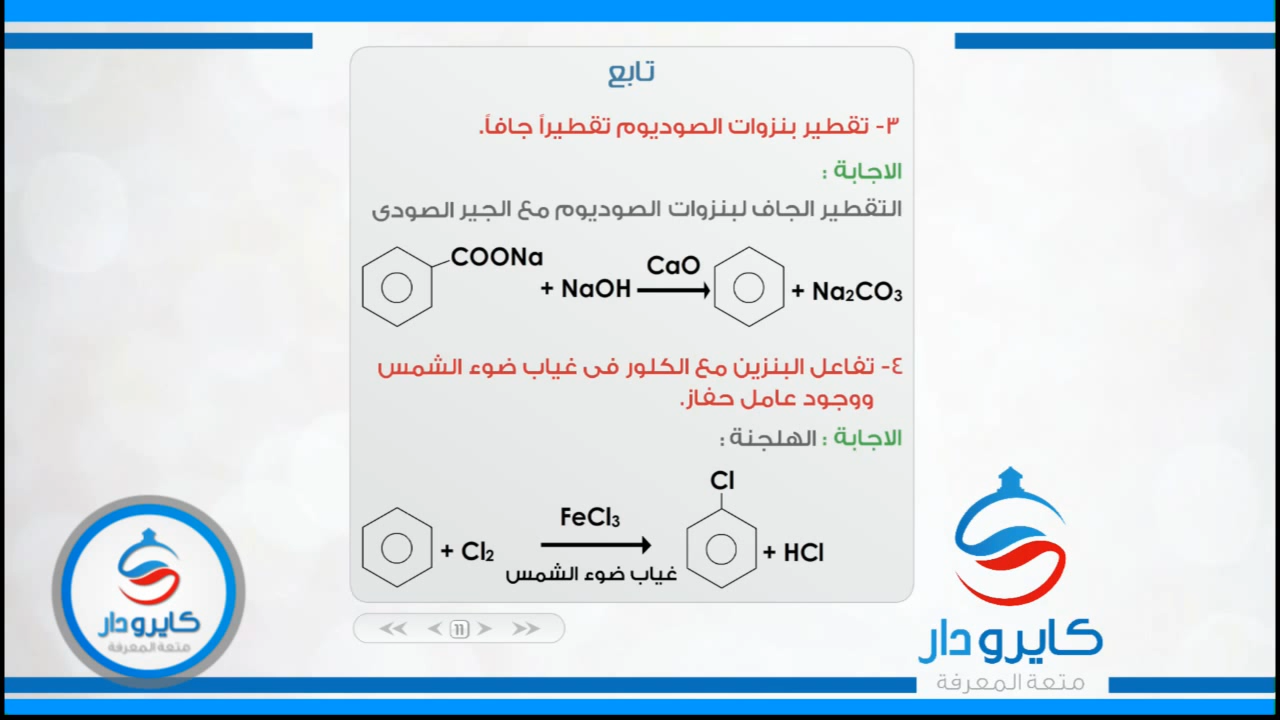 تابع
٣- تقطير بنزوات الصوديوم تقطيراً جافاً.
الاجابة :
التقطير الجاف لبنزوات الصوديوم مع الجير الصودى
COONa + NaOH CaO + Na₂CO₃
٤- تفاعل البنزين مع الكلور فى غياب ضوء الشمس
ووجود عامل حفاز.
الاجابة : الهلجنة :
Cl
FeCl₃
+ Cl₂ + HCl
غياب ضوء الشمس
١١
كايرو دار
متعة المعرفة
كايرو دار
متعة المعرفة